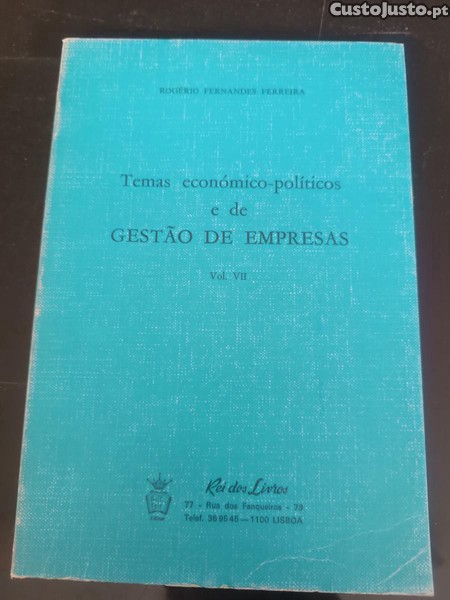 CustoJusto.pt
ROGÉRIO FERNANDES FERREIRA
Temas económico-políticos
e de
GESTÃO DE EMPRESAS
Vol. VII
Rei dos Livros
77 - Rua dos Fanqueiros - 79
Telef. 36 95 46 — 1100 LISBOA